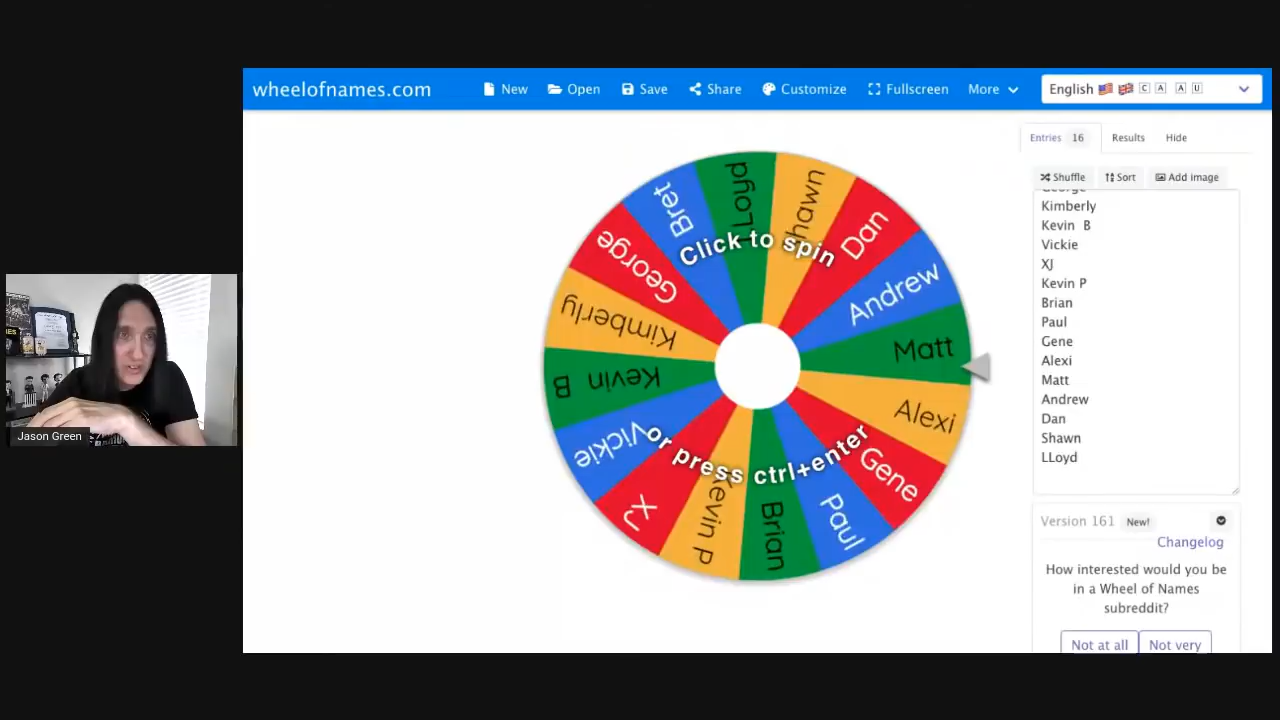 wheelofnames.com
New
Open
Save
Share
Customize
Fullscreen
More
English
Entries 16
Results
Hide
Shuffle
Sort
Add image
George
Kimberly
Kevin B
Vickie
XJ
Kevin P
Brian
Paul
Gene
Alexi
Matt
Andrew
Dan
Shawn
LLoyd
Click to spin
or press ctrl+enter
LLoyd
Shawn
Dan
Andrew
Matt
Alexi
Gene
Paul
Brian
Kevin P
XJ
Vickie
Kevin B
Kimberly
George
Bret
Version 161
New!
Changelog
How interested would you be
in a Wheel of Names
subreddit?
Not at all
Not very
Jason Green